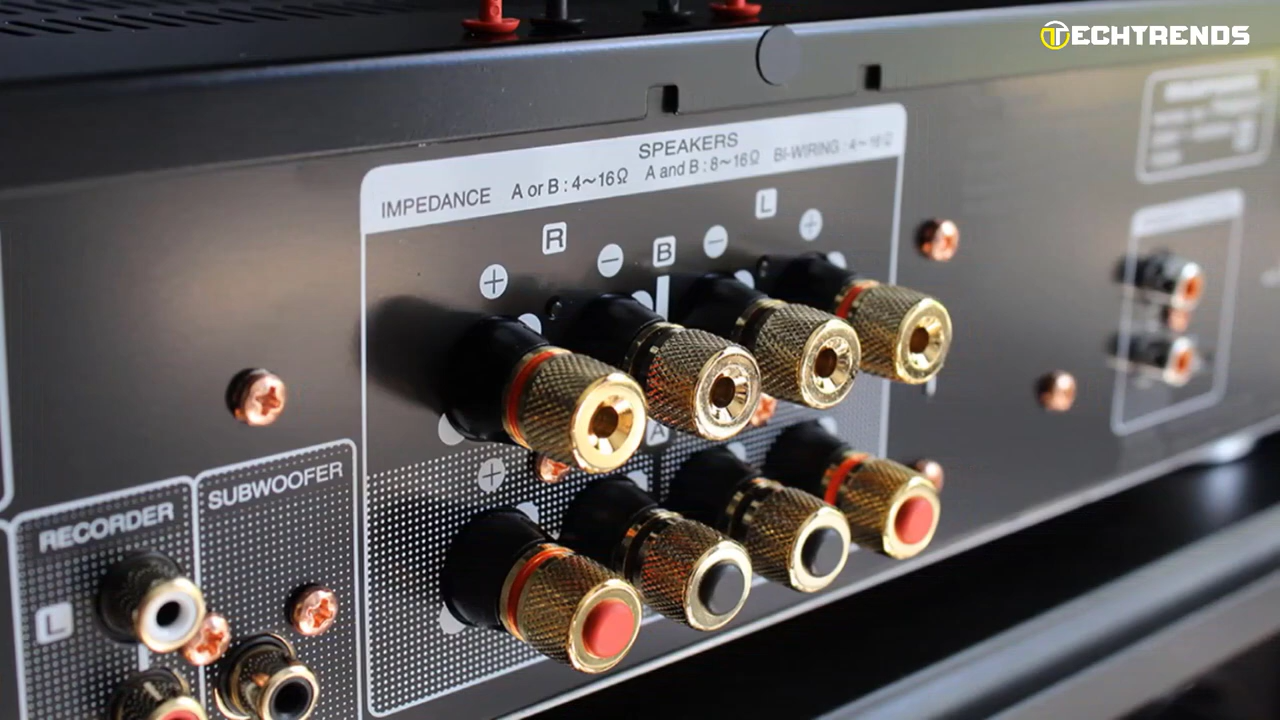 TECHTRENDS
SPEAKERS
IMPEDANCE A or B : 4~16Ω A and B : 8~16Ω BI-WIRING : 4~16Ω
R
L
+
−
B
−
+
A
+
SUBWOOFER
RECORDER
L